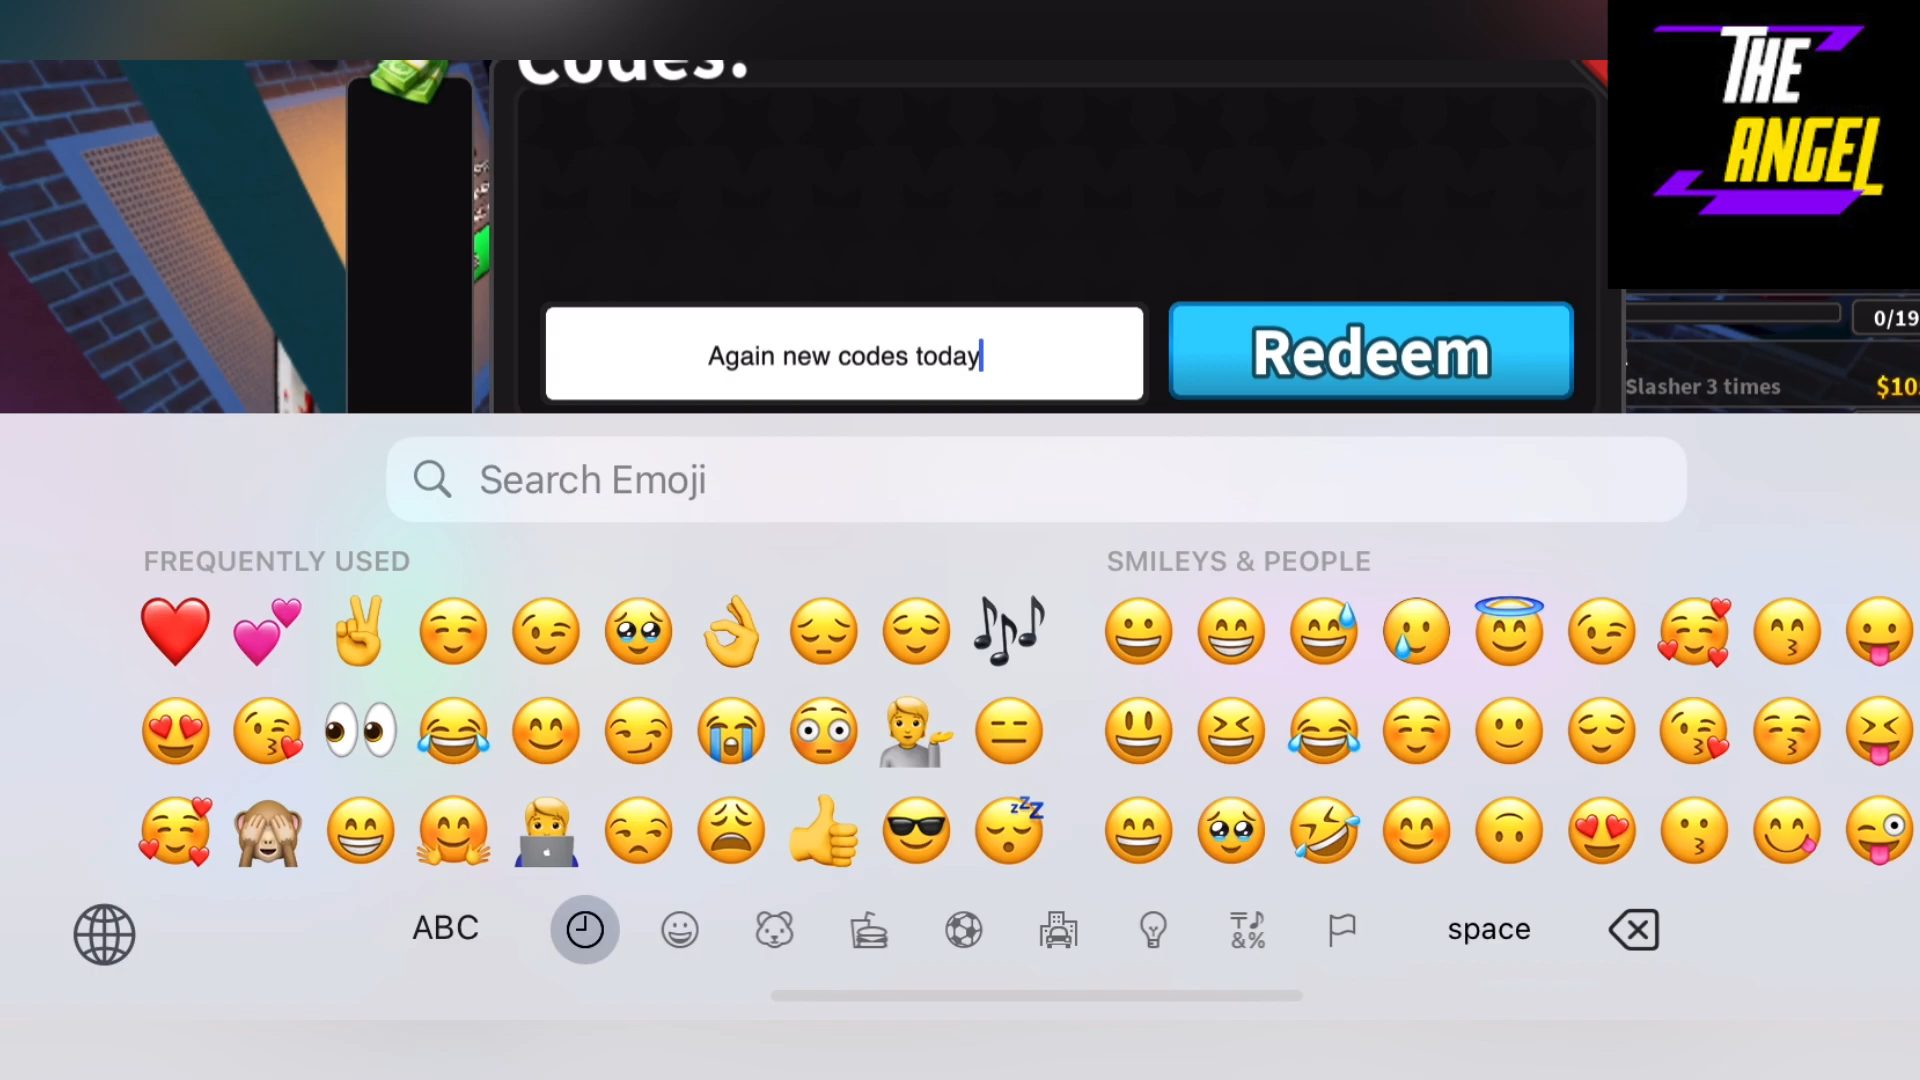 Codes:
THE
ANGEL
0/19
Again new codes today
Redeem
Slasher 3 times
$10
Search Emoji
FREQUENTLY USED
SMILEYS & PEOPLE
ABC
space